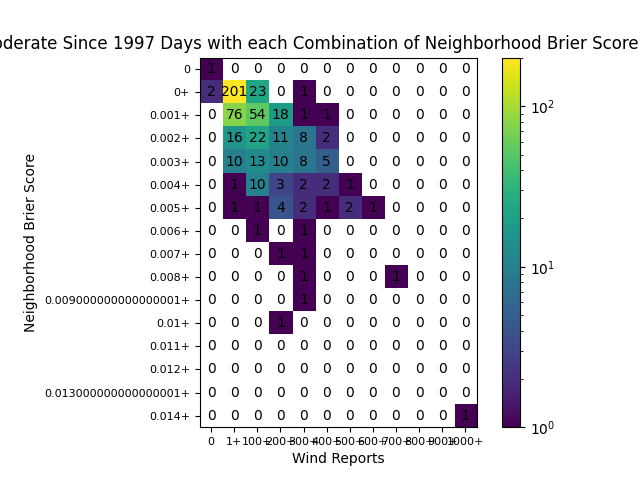 oderate Since 1997 Days with each Combination of Neighborhood Brier Score
0 1 0 0 0 0 0 0 0 0 0 0 0
0+ 2 201 23 0 1 0 0 0 0 0 0 0
0.001+ 0 76 54 18 1 1 0 0 0 0 0 0
0.002+ 0 16 22 11 8 2 0 0 0 0 0 0
0.003+ 0 10 13 10 8 5 0 0 0 0 0 0
0.004+ 0 1 10 3 2 2 1 0 0 0 0 0
0.005+ 0 1 1 4 2 1 2 1 0 0 0 0
0.006+ 0 0 1 0 1 0 0 0 0 0 0 0
0.007+ 0 0 0 1 1 0 0 0 0 0 0 0
0.008+ 0 0 0 0 1 0 0 0 1 0 0 0
0.009000000000000001+ 0 0 0 0 1 0 0 0 0 0 0 0
0.01+ 0 0 0 1 0 0 0 0 0 0 0 0
0.011+ 0 0 0 0 0 0 0 0 0 0 0 0
0.012+ 0 0 0 0 0 0 0 0 0 0 0 0
0.013000000000000001+ 0 0 0 0 0 0 0 0 0 0 0 0
0.014+ 0 0 0 0 0 0 0 0 0 0 0 1
0 1+ 100+ 200+ 300+ 400+ 500+ 600+ 700+ 800+ 900+ 1000+
Wind Reports
Neighborhood Brier Score
10²
10¹
10⁰